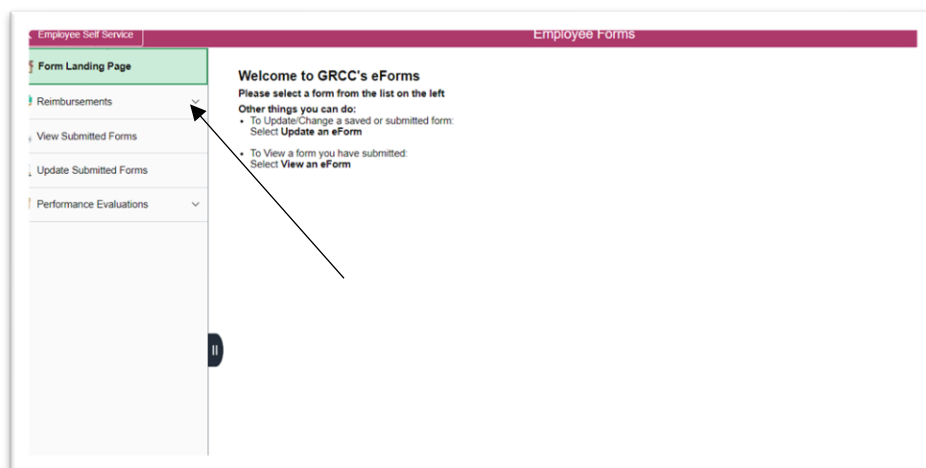 Employee Self Service
Employee Forms
Form Landing Page
Reimbursements
View Submitted Forms
Update Submitted Forms
Performance Evaluations
Welcome to GRCC's eForms
Please select a form from the list on the left
Other things you can do:
• To Update/Change a saved or submitted form:
Select Update an eForm
• To View a form you have submitted:
Select View an eForm